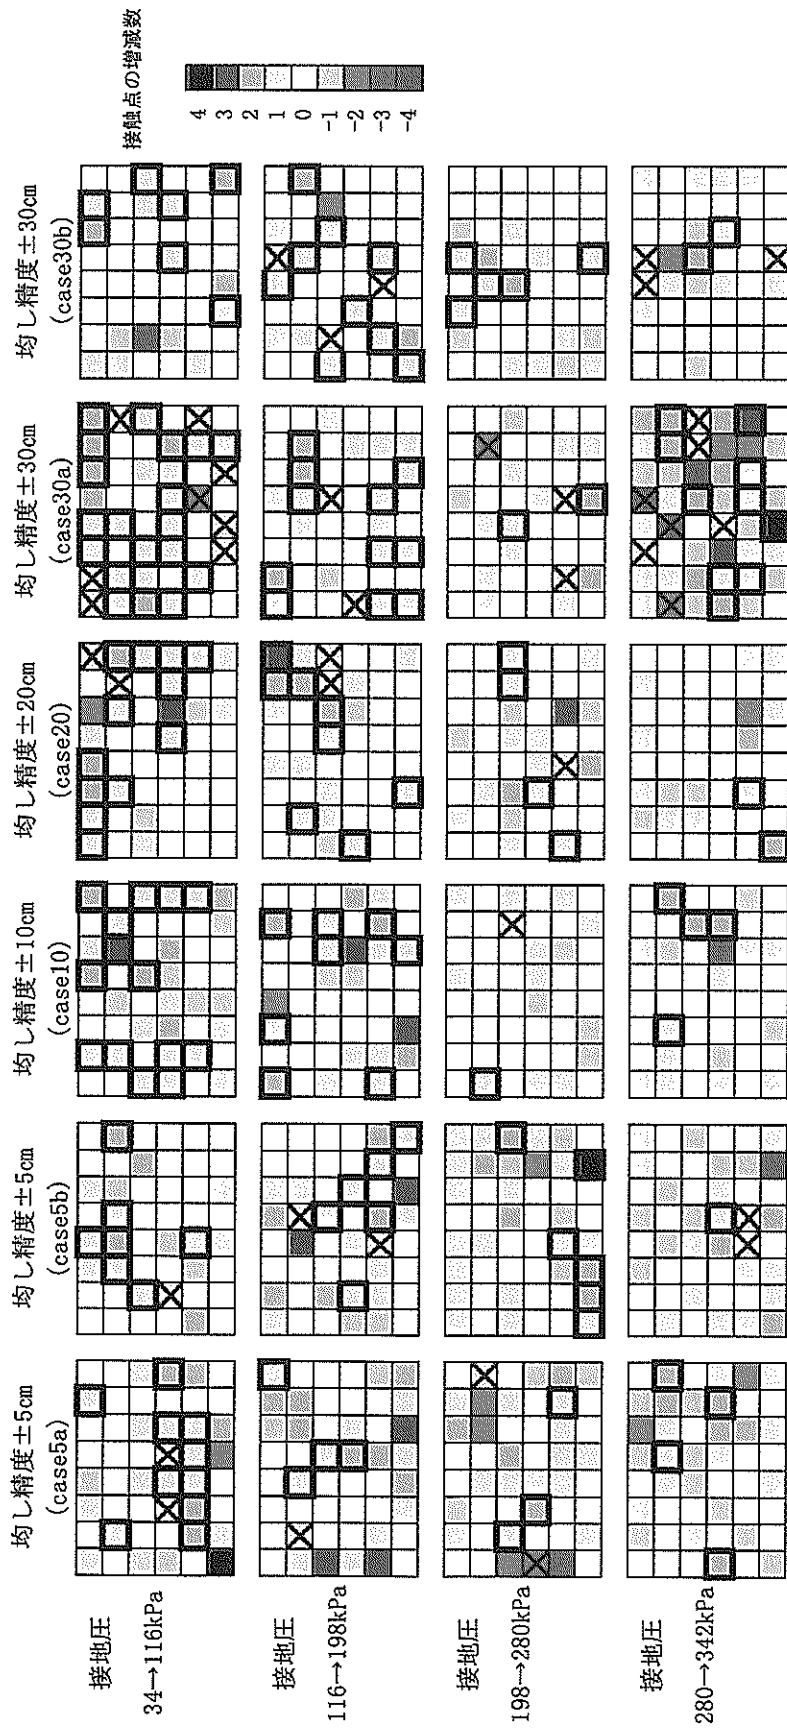 均し精度±5cm
(case5a)
均し精度±5cm
(case5b)
均し精度±10cm
(case10)
均し精度±20cm
(case20)
均し精度±30cm
(case30a)
均し精度±30cm
(case30b)
接触点の増減数
4
3
2
1
0
-1
-2
-3
-4
接地圧
34→116kPa
接地圧
116→198kPa
接地圧
198→280kPa
接地圧
280→342kPa